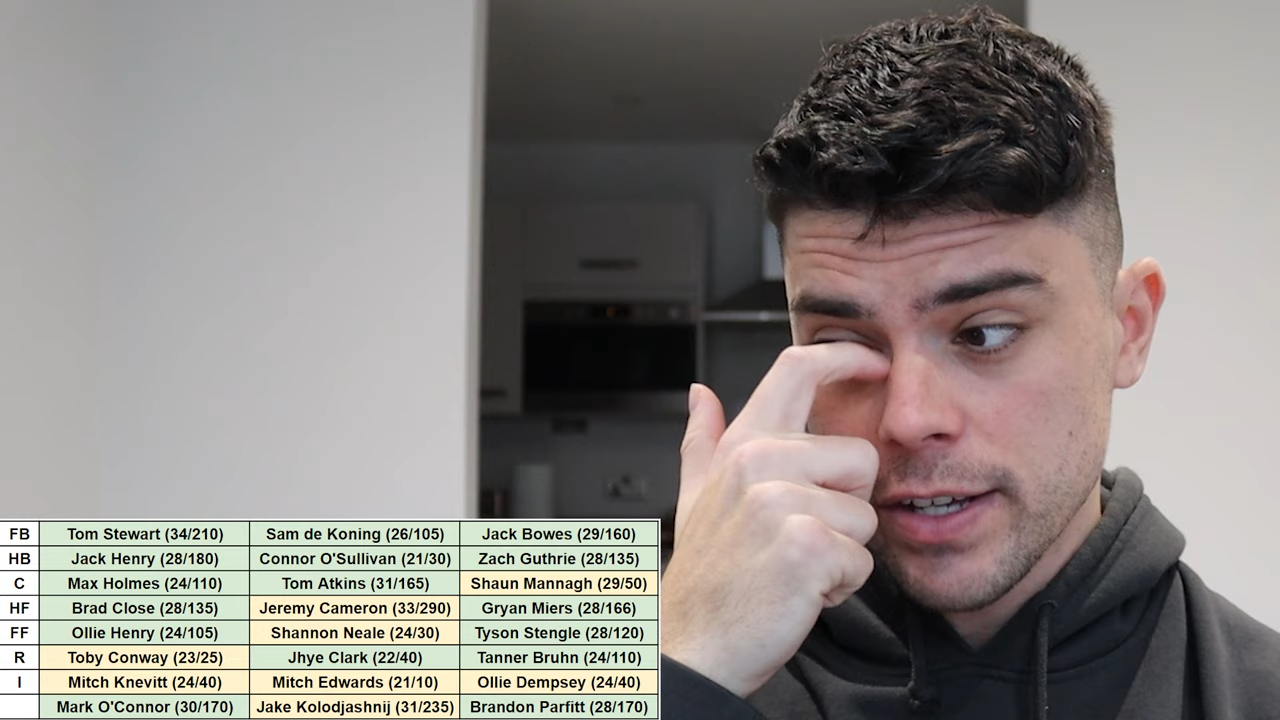 FB Tom Stewart (34/210) Sam de Koning (26/105) Jack Bowes (29/160)
HB Jack Henry (28/180) Connor O'Sullivan (21/30) Zach Guthrie (28/135)
C Max Holmes (24/110) Tom Atkins (31/165) Shaun Mannagh (29/50)
HF Brad Close (28/135) Jeremy Cameron (33/290) Gryan Miers (28/166)
FF Ollie Henry (24/105) Shannon Neale (24/30) Tyson Stengle (28/120)
R Toby Conway (23/25) Jhye Clark (22/40) Tanner Bruhn (24/110)
I Mitch Knevitt (24/40) Mitch Edwards (21/10) Ollie Dempsey (24/40)
Mark O'Connor (30/170) Jake Kolodjashnij (31/235) Brandon Parfitt (28/170)